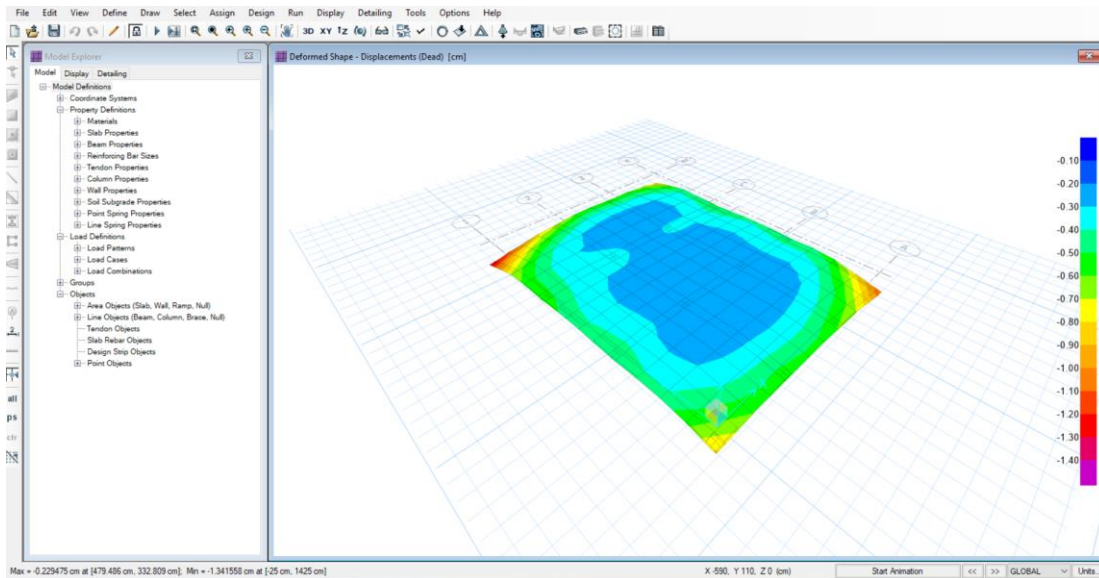 File Edit View Define Draw Select Assign Design Run Display Detailing Tools Options Help
3D XY
Model Explorer
Deformed Shape - Displacements (Dead) [cm]
Model Display Detailing
Model Definitions
Coordinate Systems
Property Definitions
Materials
Slab Properties
Beam Properties
Reinforcing Bar Sizes
Tendon Properties
Column Properties
Wall Properties
Soil Subgrade Properties
Point Spring Properties
Line Spring Properties
Load Definitions
Load Patterns
Load Cases
Load Combinations
Groups
Objects
Area Objects (Slab, Wall, Ramp, Null)
Line Objects (Beam, Column, Brace, Null)
Tendon Objects
Slab Rebar Objects
Design Strip Objects
Point Objects
all
ps
clr
-0.10
-0.20
-0.30
-0.40
-0.50
-0.60
-0.70
-0.80
-0.90
-1.00
-1.10
-1.20
-1.30
-1.40
Max = -0.229475 cm at [479.486 cm, 332.809 cm]; Min = -1.341558 cm at [-25 cm, 1425 cm]
X -590, Y 110, Z 0 (cm)
Start Animation
<< >>
GLOBAL
Units...